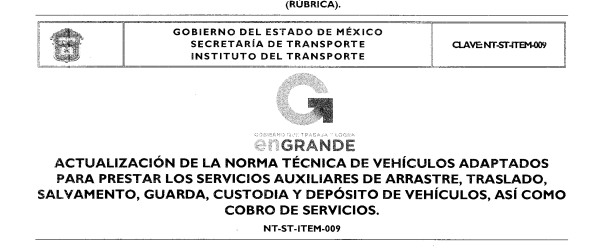 (RÚBRICA).
GOBIERNO DEL ESTADO DE MÉXICO
SECRETARÍA DE TRANSPORTE
INSTITUTO DEL TRANSPORTE
CLAVE: NT-ST-ITEM-009
GOBIERNO QUE TRABAJA Y LOGRA
enGRANDE
ACTUALIZACIÓN DE LA NORMA TÉCNICA DE VEHÍCULOS ADAPTADOS
PARA PRESTAR LOS SERVICIOS AUXILIARES DE ARRASTRE, TRASLADO,
SALVAMENTO, GUARDA, CUSTODIA Y DEPÓSITO DE VEHÍCULOS, ASÍ COMO
COBRO DE SERVICIOS.
NT-ST-ITEM-009